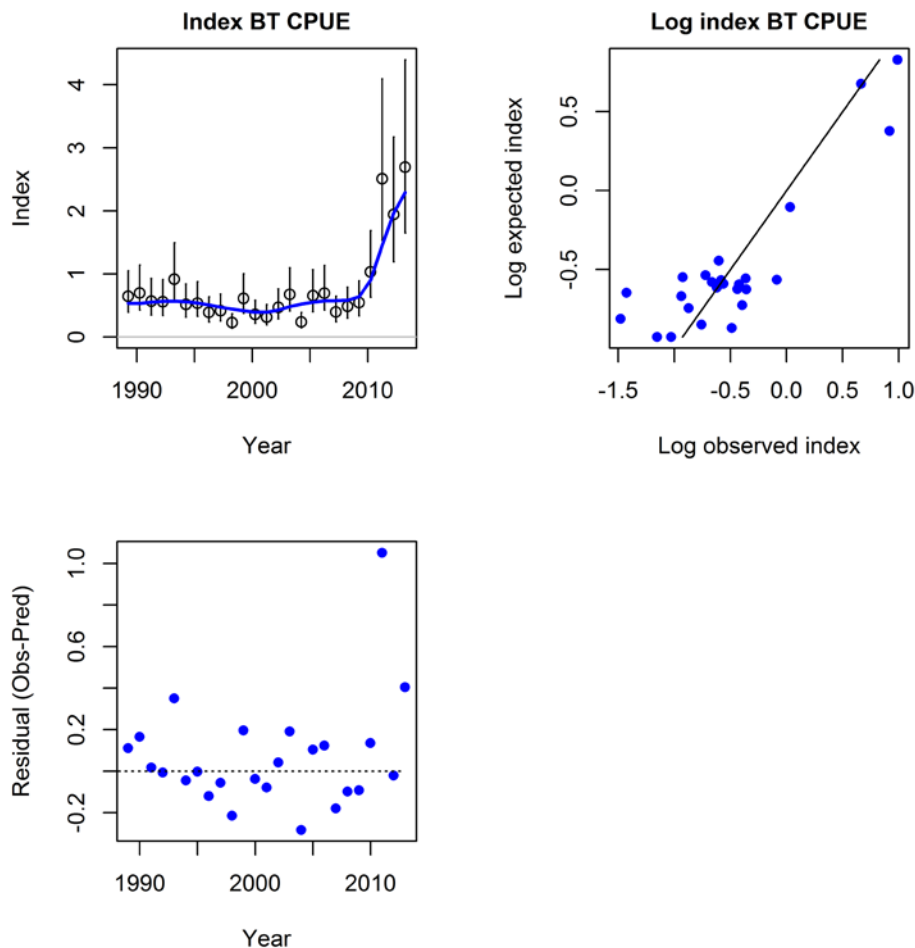 Index BT CPUE
Index
4
3
2
1
0
1990 2000 2010
Year
Log index BT CPUE
Log expected index
0.5
0.0
-0.5
-1.5 -1.0 -0.5 0.0 0.5 1.0
Log observed index
Residual (Obs-Pred)
1.0
0.6
0.2
-0.2
1990 2000 2010
Year